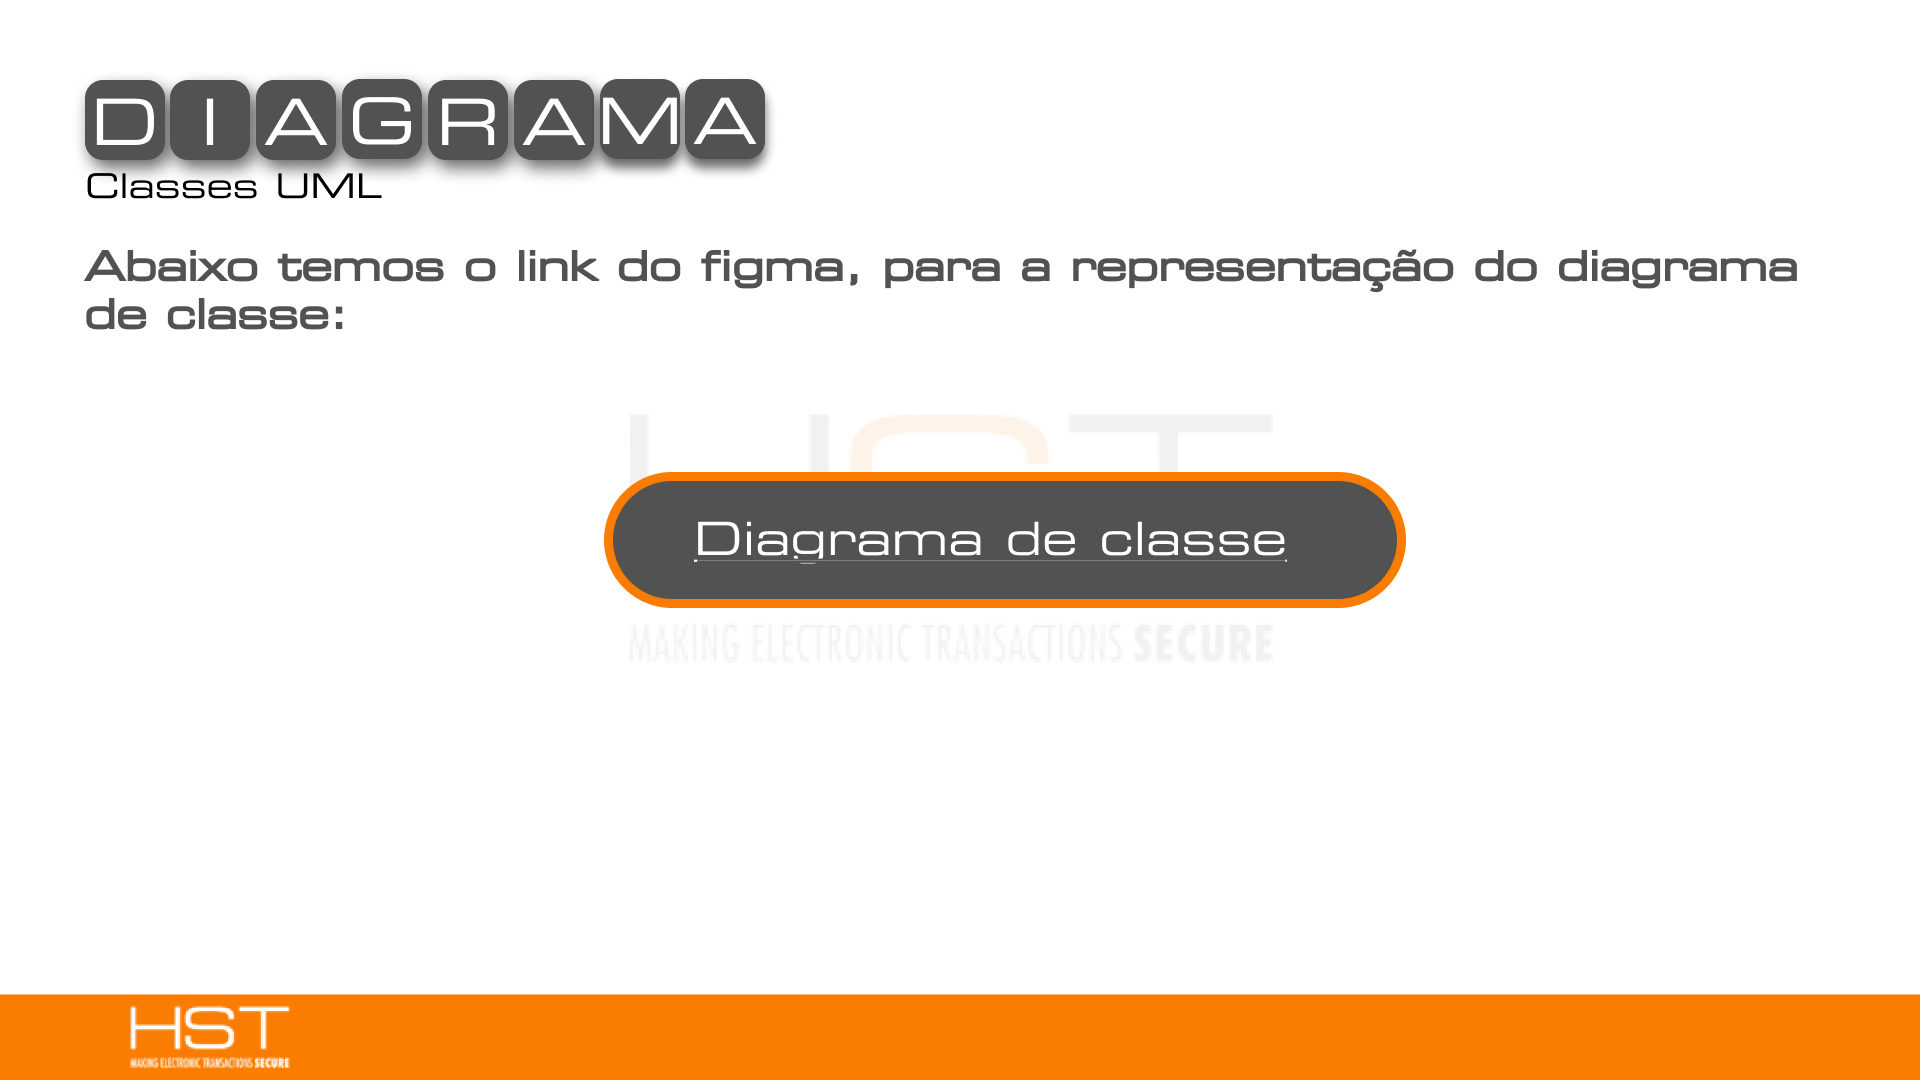 DIAGRAMA
Classes UML
Abaixo temos o link do figma, para a representação do diagrama
de classe:
HST
Diagrama de classe
MAKING ELECTRONIC TRANSACTIONS SECURE
HST
MAKING ELECTRONIC TRANSACTIONS SECURE